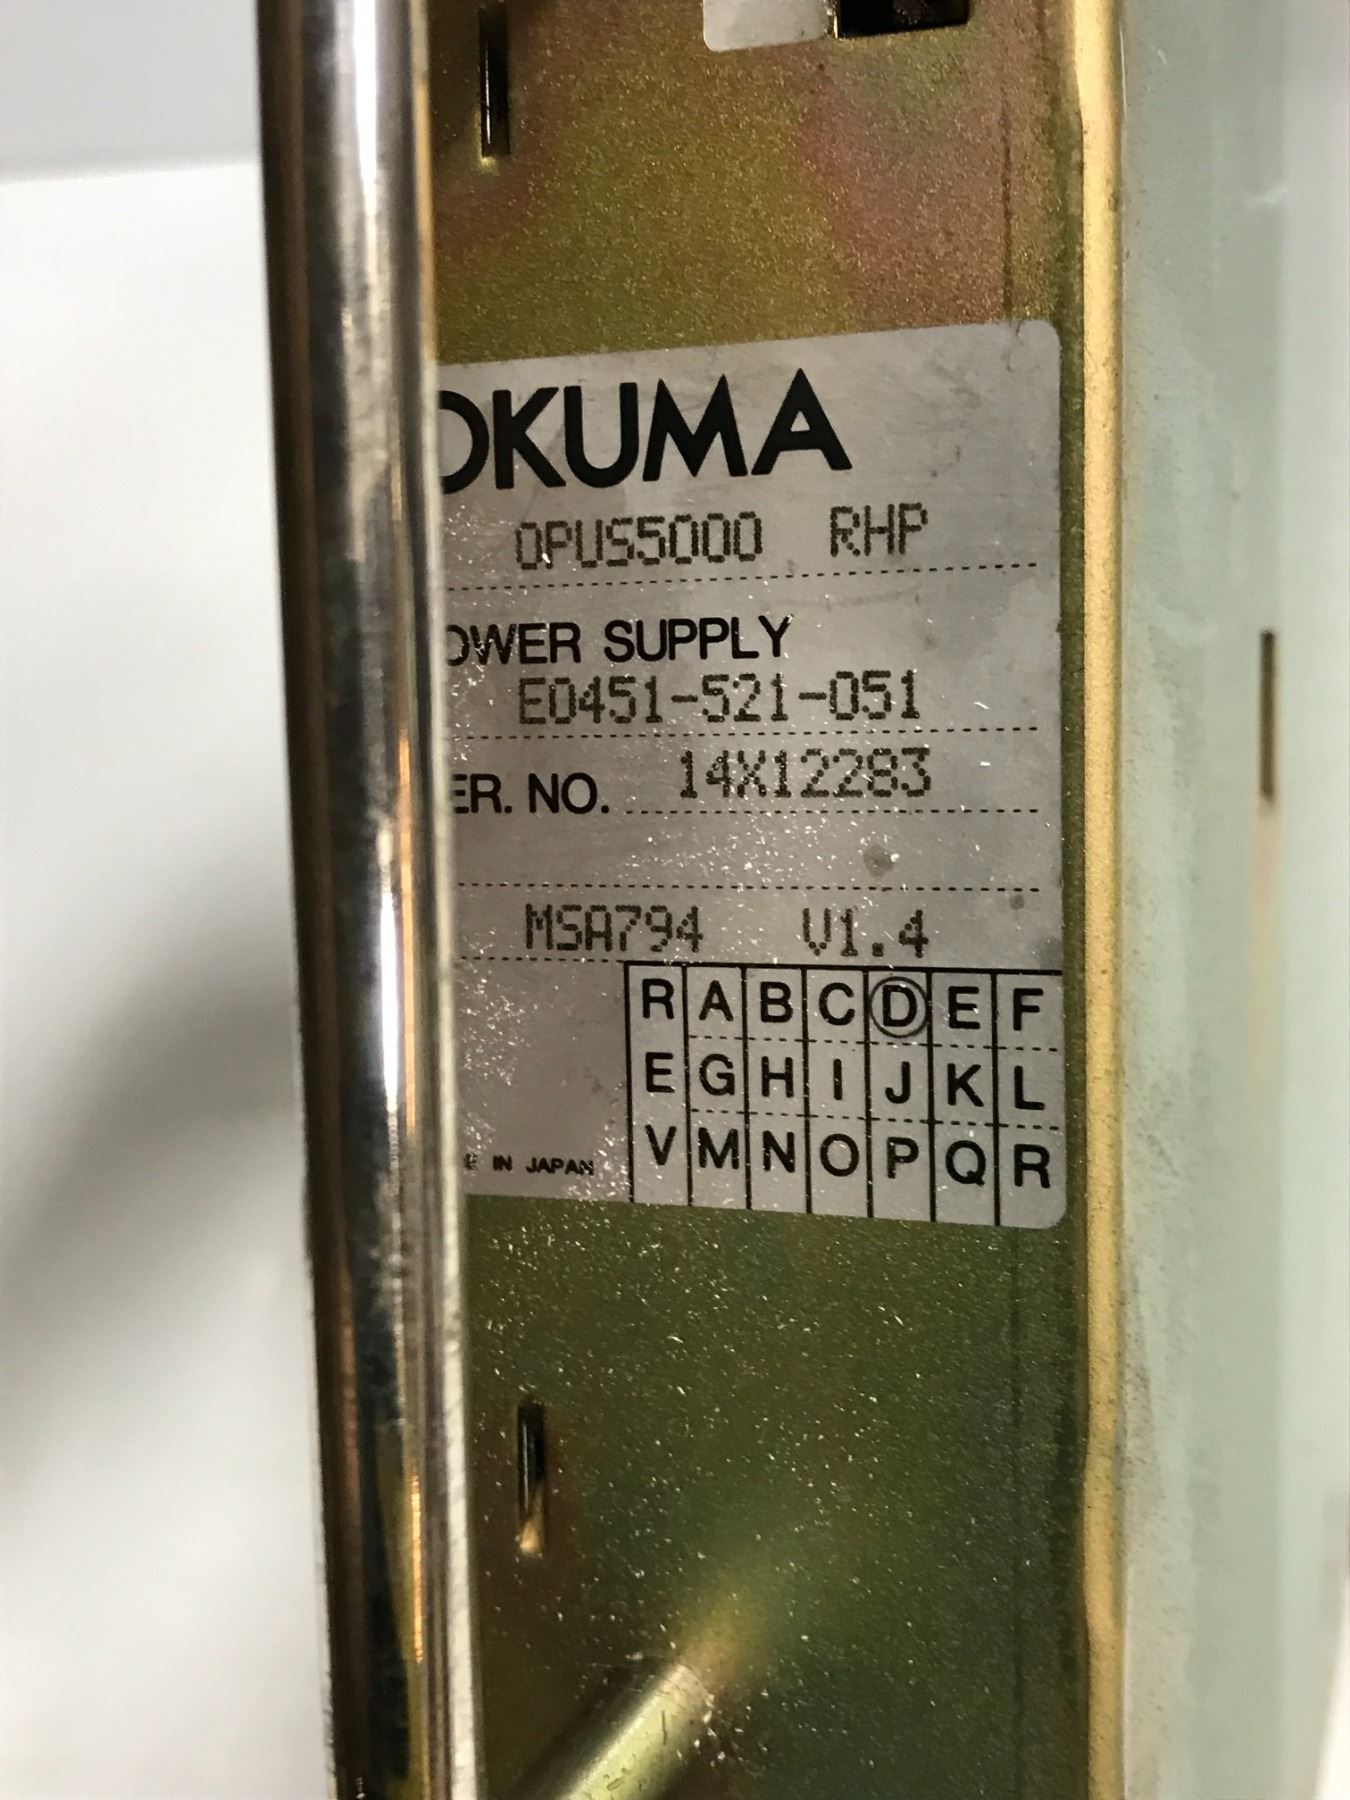 OKUMA
OPUS5000 RHP
OWER SUPPLY
E0451-521-051
ER. NO. 14X12283
MSA794 V1.4
R A B C D E F
E G H I J K L
V M N O P Q R
E IN JAPAN